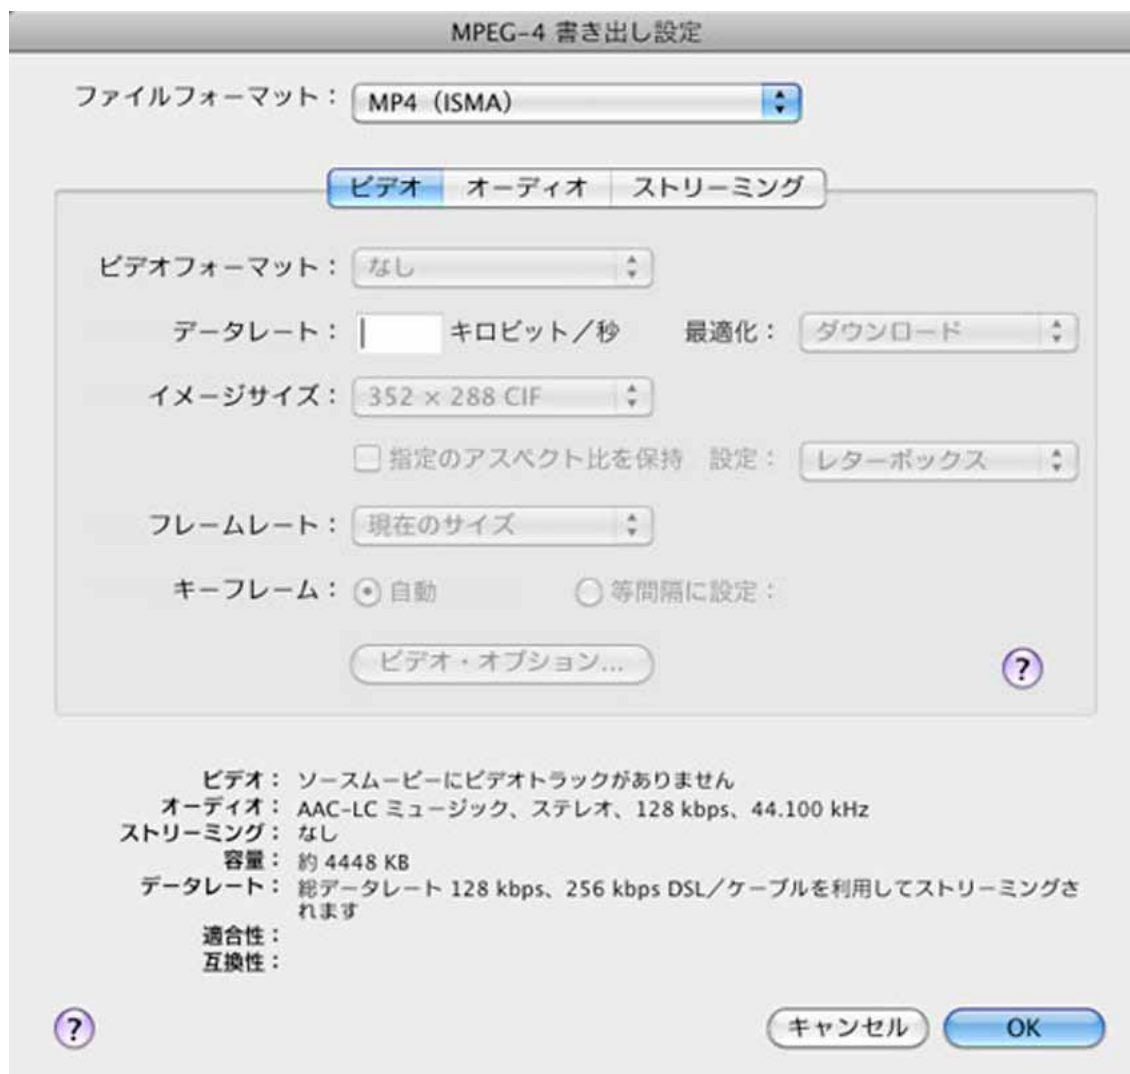 MPEG-4 書き出し設定
ファイルフォーマット： MP4（ISMA）
ビデオ オーディオ ストリーミング
ビデオフォーマット： なし
データレート： キロビット／秒 最適化： ダウンロード
イメージサイズ： 352 × 288 CIF
指定のアスペクト比を保持 設定： レターボックス
フレームレート： 現在のサイズ
キーフレーム： 自動 等間隔に設定：
ビデオ・オプション... ?
ビデオ： ソースムービーにビデオトラックがありません
オーディオ： AAC-LC ミュージック、ステレオ、128 kbps、44.100 kHz
ストリーミング： なし
容量： 約 4448 KB
データレート： 総データレート 128 kbps、256 kbps DSL／ケーブルを利用してストリーミングさ
れます
適合性：
互換性：
? キャンセル OK